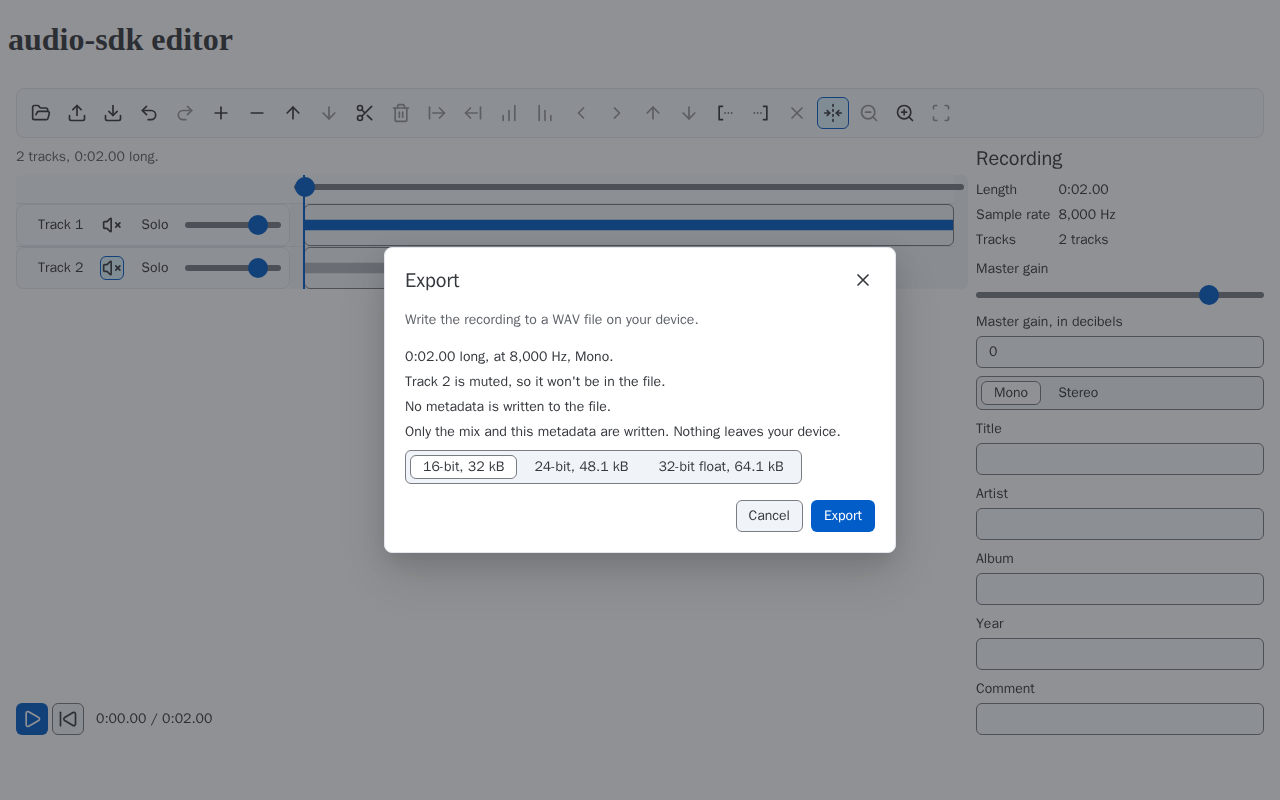 audio-sdk editor
2 tracks, 0:02.00 long.
Recording
Length 0:02.00
Sample rate 8,000 Hz
Tracks 2 tracks
Master gain
Master gain, in decibels
0
Mono Stereo
Title
Artist
Album
Year
Comment
Track 1 Solo
Track 2 Solo
Export
Write the recording to a WAV file on your device.
0:02.00 long, at 8,000 Hz, Mono.
Track 2 is muted, so it won't be in the file.
No metadata is written to the file.
Only the mix and this metadata are written. Nothing leaves your device.
16-bit, 32 kB 24-bit, 48.1 kB 32-bit float, 64.1 kB
Cancel Export
0:00.00 / 0:02.00